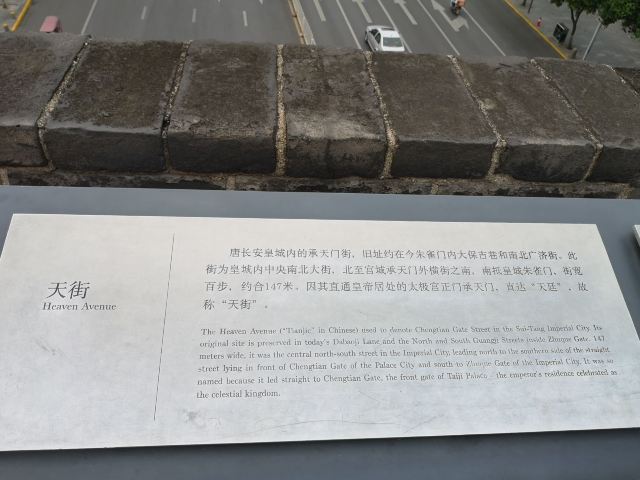 天街
Heaven Avenue
唐长安皇城内的承天门街，旧址约在今朱雀门内大保吉巷和南北广济街。此
街为皇城内中央南北大街，北至宫城承天门外横街之南，南抵皇城朱雀门，街宽
百步，约合147米。因其直通皇帝居处的太极宫正门承天门，直达“天廷”，故
称“天街”。
The Heaven Avenue ("Tianjie" in Chinese) used to denote Chengtian Gate Street in the Sui-Tang Imperial City. Its
original site is preserved in today's Dabaoji Lane and the North and South Guangji Streets inside Zhuque Gate. 147
meters wide, it was the central north-south street in the Imperial City, leading north to the southern side of the straight
street lying in front of Chengtian Gate of the Palace City and south to Zhuque Gate of the Imperial City. It was so
named because it led straight to Chengtian Gate, the front gate of Taiji Palace - the emperor's residence celebrated as
the celestial kingdom.